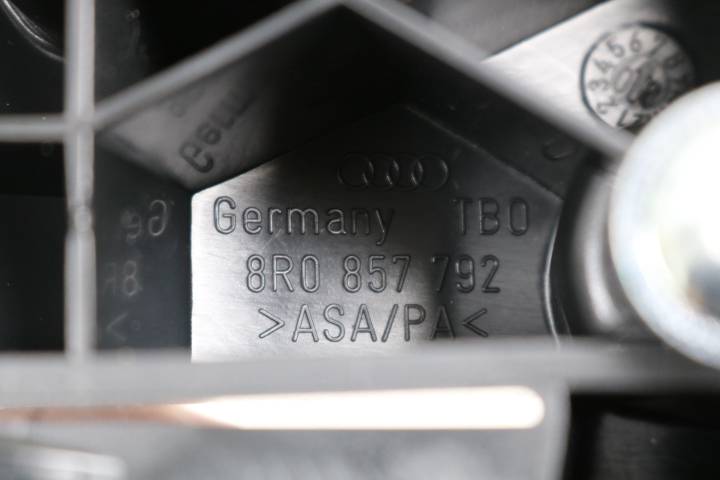 Germany TBO
8R0 857 792
>ASA/PA<